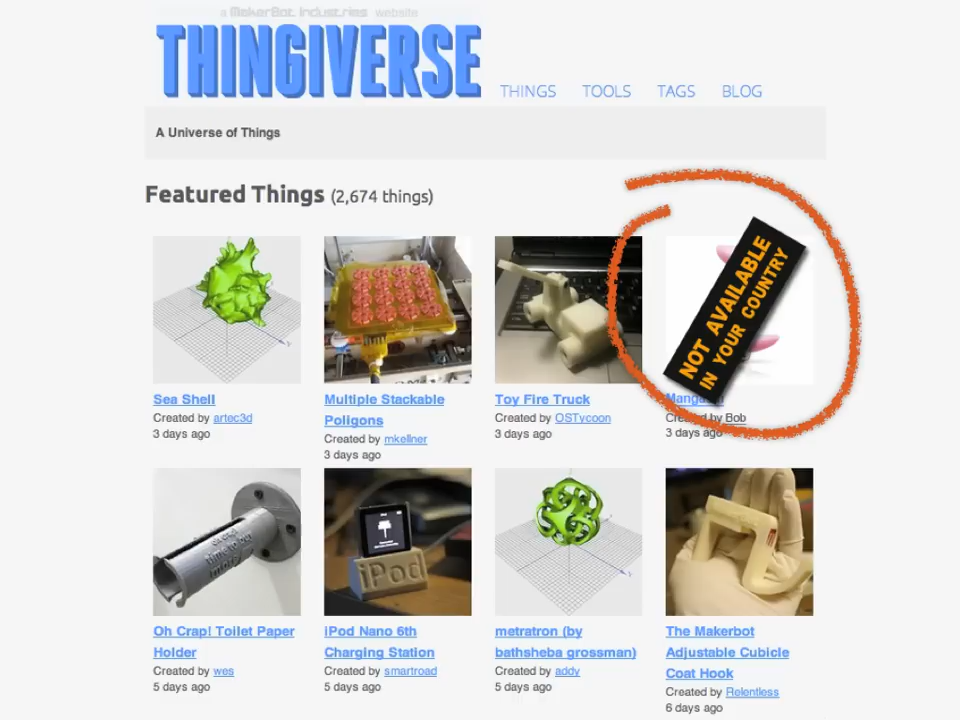 a MakerBot Industries website
THINGIVERSE
THINGS TOOLS TAGS BLOG
A Universe of Things
Featured Things (2,674 things)
NOT AVAILABLE
IN YOUR COUNTRY
Sea Shell
Created by artec3d
3 days ago
Multiple Stackable
Poligons
Created by mkellner
3 days ago
Toy Fire Truck
Created by OSTycoon
3 days ago
Created by Bob
3 days ago
iPod
Oh Crap! Toilet Paper
Holder
Created by wes
5 days ago
iPod Nano 6th
Charging Station
Created by smartroad
5 days ago
metratron (by
bathsheba grossman)
Created by addy
5 days ago
The Makerbot
Adjustable Cubicle
Coat Hook
Created by Relentless
6 days ago